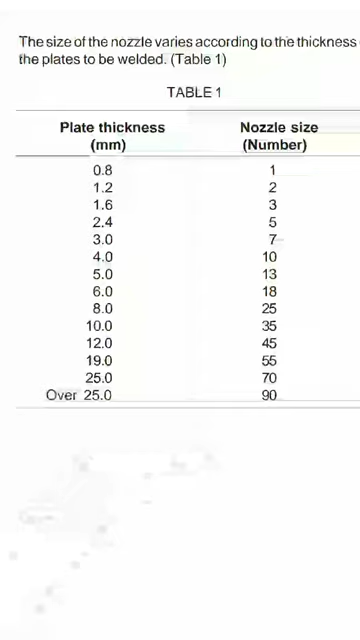 The size of the nozzle varies according to the thickness
the plates to be welded. (Table 1)
TABLE 1
Plate thickness Nozzle size
(mm) (Number)
0.8 1
1.2 2
1.6 3
2.4 5
3.0 7
4.0 10
5.0 13
6.0 18
8.0 25
10.0 35
12.0 45
19.0 55
25.0 70
Over 25.0 90